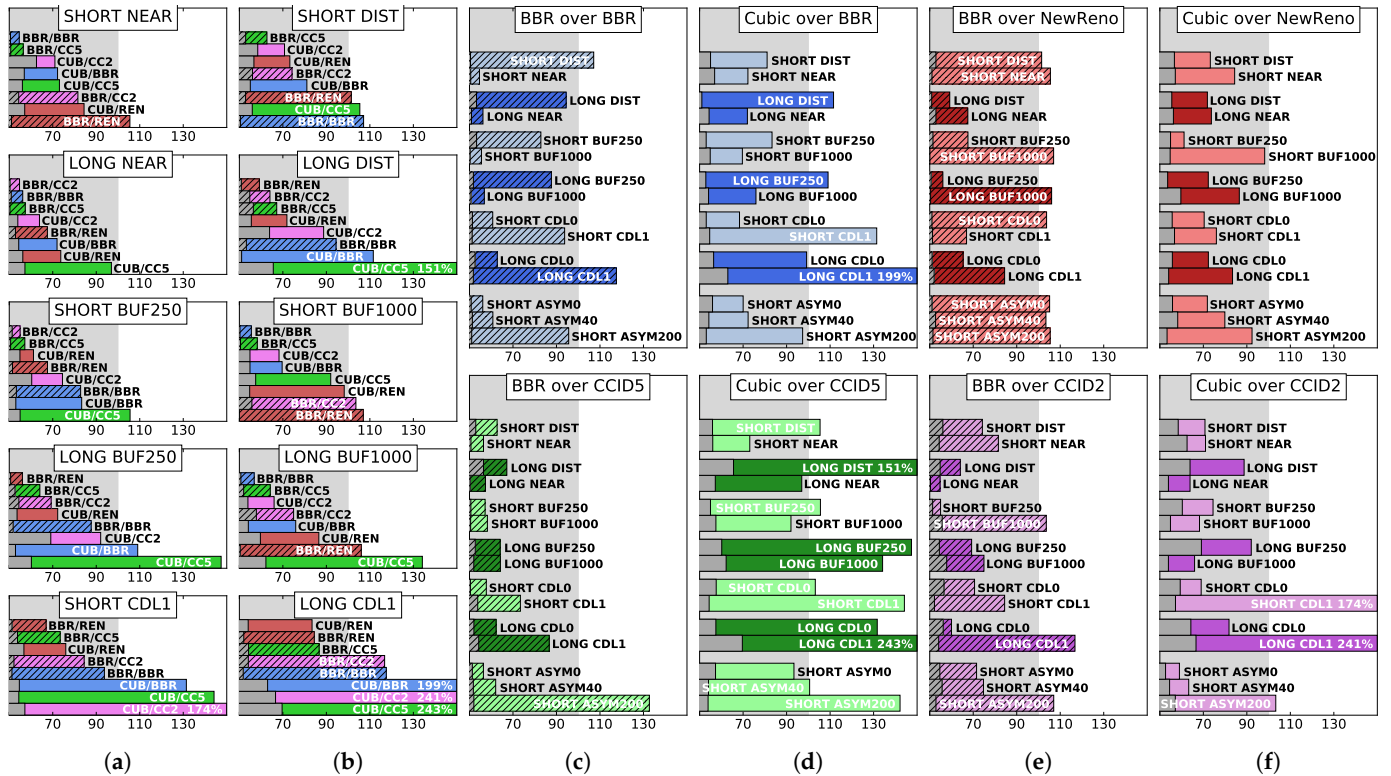 SHORT NEAR
BBR/BBR
BBR/CC5
CUB/CC2
CUB/BBR
CUB/CC5
BBR/CC2
CUB/REN
BBR/REN
50 70 90 110 130
LONG NEAR
BBR/CC2
BBR/BBR
BBR/CC5
CUB/CC2
BBR/REN
CUB/BBR
CUB/REN
CUB/CC5
50 70 90 110 130
SHORT BUF250
BBR/CC2
BBR/CC5
CUB/REN
BBR/REN
CUB/CC2
BBR/BBR
CUB/BBR
CUB/CC5
50 70 90 110 130
LONG BUF250
BBR/REN
BBR/CC5
BBR/CC2
CUB/REN
BBR/BBR
CUB/CC2
CUB/BBR
CUB/CC5
50 70 90 110 130
SHORT CDL1
BBR/REN
BBR/CC5
CUB/REN
BBR/CC2
BBR/BBR
CUB/BBR
CUB/CC5
CUB/CC2 174%
50 70 90 110 130
(a)
SHORT DIST
BBR/CC5
CUB/CC2
CUB/REN
BBR/CC2
CUB/BBR
BBR/REN
CUB/CC5
BBR/BBR
70 90 110 130
LONG DIST
BBR/REN
BBR/CC2
BBR/CC5
CUB/REN
CUB/CC2
BBR/BBR
CUB/BBR
CUB/CC5 151%
70 90 110 130
SHORT BUF1000
BBR/BBR
BBR/CC5
CUB/CC2
CUB/BBR
CUB/CC5
CUB/REN
BBR/CC2
BBR/REN
70 90 110 130
LONG BUF1000
BBR/BBR
BBR/CC5
CUB/CC2
BBR/CC2
CUB/BBR
CUB/REN
BBR/REN
CUB/CC5
70 90 110 130
LONG CDL1
CUB/REN
BBR/REN
BBR/CC5
BBR/CC2
BBR/BBR
CUB/BBR 199%
CUB/CC2 241%
CUB/CC5 243%
70 90 110 130
(b)
BBR over BBR
SHORT DIST
SHORT NEAR
LONG DIST
LONG NEAR
SHORT BUF250
SHORT BUF1000
LONG BUF250
LONG BUF1000
SHORT CDL0
SHORT CDL1
LONG CDL0
LONG CDL1
SHORT ASYM0
SHORT ASYM40
SHORT ASYM200
70 90 110 130
BBR over CCID5
SHORT DIST
SHORT NEAR
LONG DIST
LONG NEAR
SHORT BUF250
SHORT BUF1000
LONG BUF250
LONG BUF1000
SHORT CDL0
SHORT CDL1
LONG CDL0
LONG CDL1
SHORT ASYM0
SHORT ASYM40
SHORT ASYM200
70 90 110 130
(c)
Cubic over BBR
SHORT DIST
SHORT NEAR
LONG DIST
LONG NEAR
SHORT BUF250
SHORT BUF1000
LONG BUF250
LONG BUF1000
SHORT CDL0
SHORT CDL1
LONG CDL0
LONG CDL1 199%
SHORT ASYM0
SHORT ASYM40
SHORT ASYM200
70 90 110 130
Cubic over CCID5
SHORT DIST
SHORT NEAR
LONG DIST 151%
LONG NEAR
SHORT BUF250
SHORT BUF1000
LONG BUF250
LONG BUF1000
SHORT CDL0
SHORT CDL1
LONG CDL0
LONG CDL1 243%
SHORT ASYM0
SHORT ASYM40
SHORT ASYM200
70 90 110 130
(d)
BBR over NewReno
SHORT DIST
SHORT NEAR
LONG DIST
LONG NEAR
SHORT BUF250
SHORT BUF1000
LONG BUF250
LONG BUF1000
SHORT CDL0
SHORT CDL1
LONG CDL0
LONG CDL1
SHORT ASYM0
SHORT ASYM40
SHORT ASYM200
50 70 90 110 130
BBR over CCID2
SHORT DIST
SHORT NEAR
LONG DIST
LONG NEAR
SHORT BUF250
SHORT BUF1000
LONG BUF250
LONG BUF1000
SHORT CDL0
SHORT CDL1
LONG CDL0
LONG CDL1
SHORT ASYM0
SHORT ASYM40
SHORT ASYM200
50 70 90 110 130
(e)
Cubic over NewReno
SHORT DIST
SHORT NEAR
LONG DIST
LONG NEAR
SHORT BUF250
SHORT BUF1000
LONG BUF250
LONG BUF1000
SHORT CDL0
SHORT CDL1
LONG CDL0
LONG CDL1
SHORT ASYM0
SHORT ASYM40
SHORT ASYM200
70 90 110 130
Cubic over CCID2
SHORT DIST
SHORT NEAR
LONG DIST
LONG NEAR
SHORT BUF250
SHORT BUF1000
LONG BUF250
LONG BUF1000
SHORT CDL0
SHORT CDL1 174%
LONG CDL0
LONG CDL1 241%
SHORT ASYM0
SHORT ASYM40
SHORT ASYM200
70 90 110 130
(f)